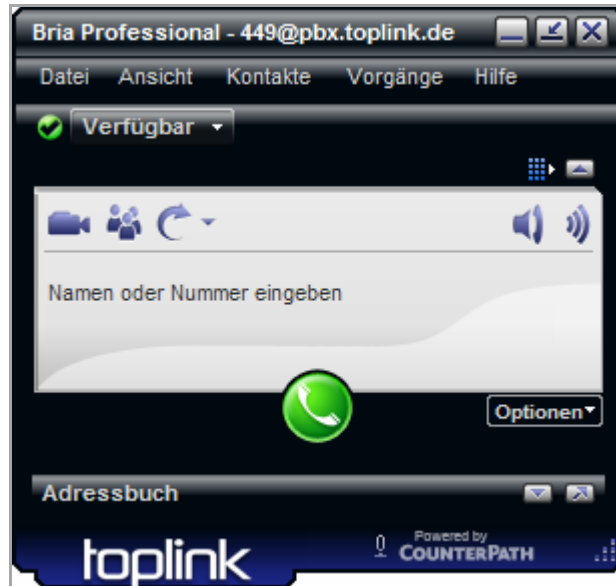 Bria Professional - 449@pbx.toplink.de
Datei Ansicht Kontakte Vorgänge Hilfe
Verfügbar
Namen oder Nummer eingeben
Optionen
Adressbuch
toplink
Powered by
COUNTERPATH